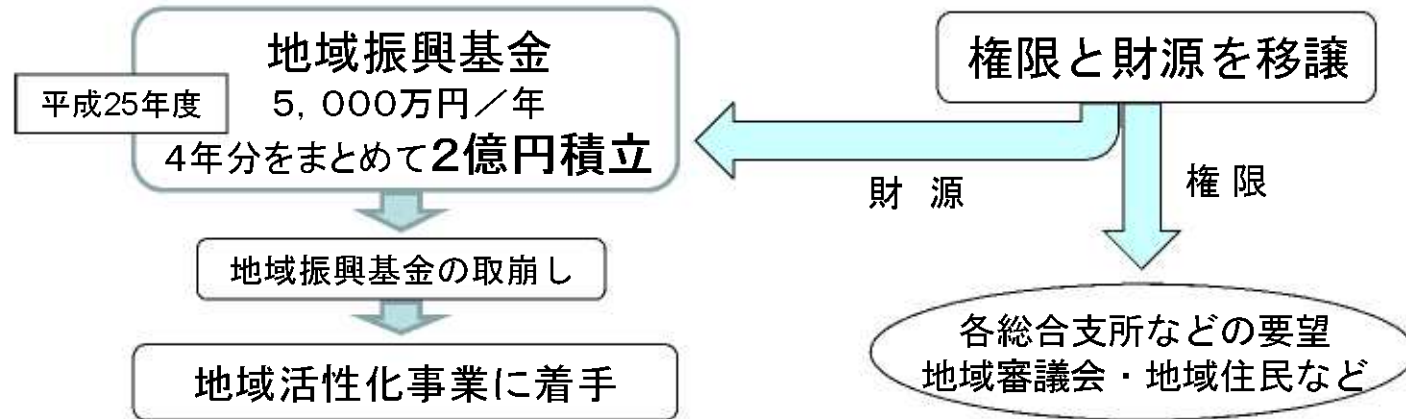 地域振興基金
平成25年度
5,000万円／年
4年分をまとめて2億円積立
地域振興基金の取崩し
地域活性化事業に着手
権限と財源を移譲
財 源
権 限
各総合支所などの要望
地域審議会・地域住民など